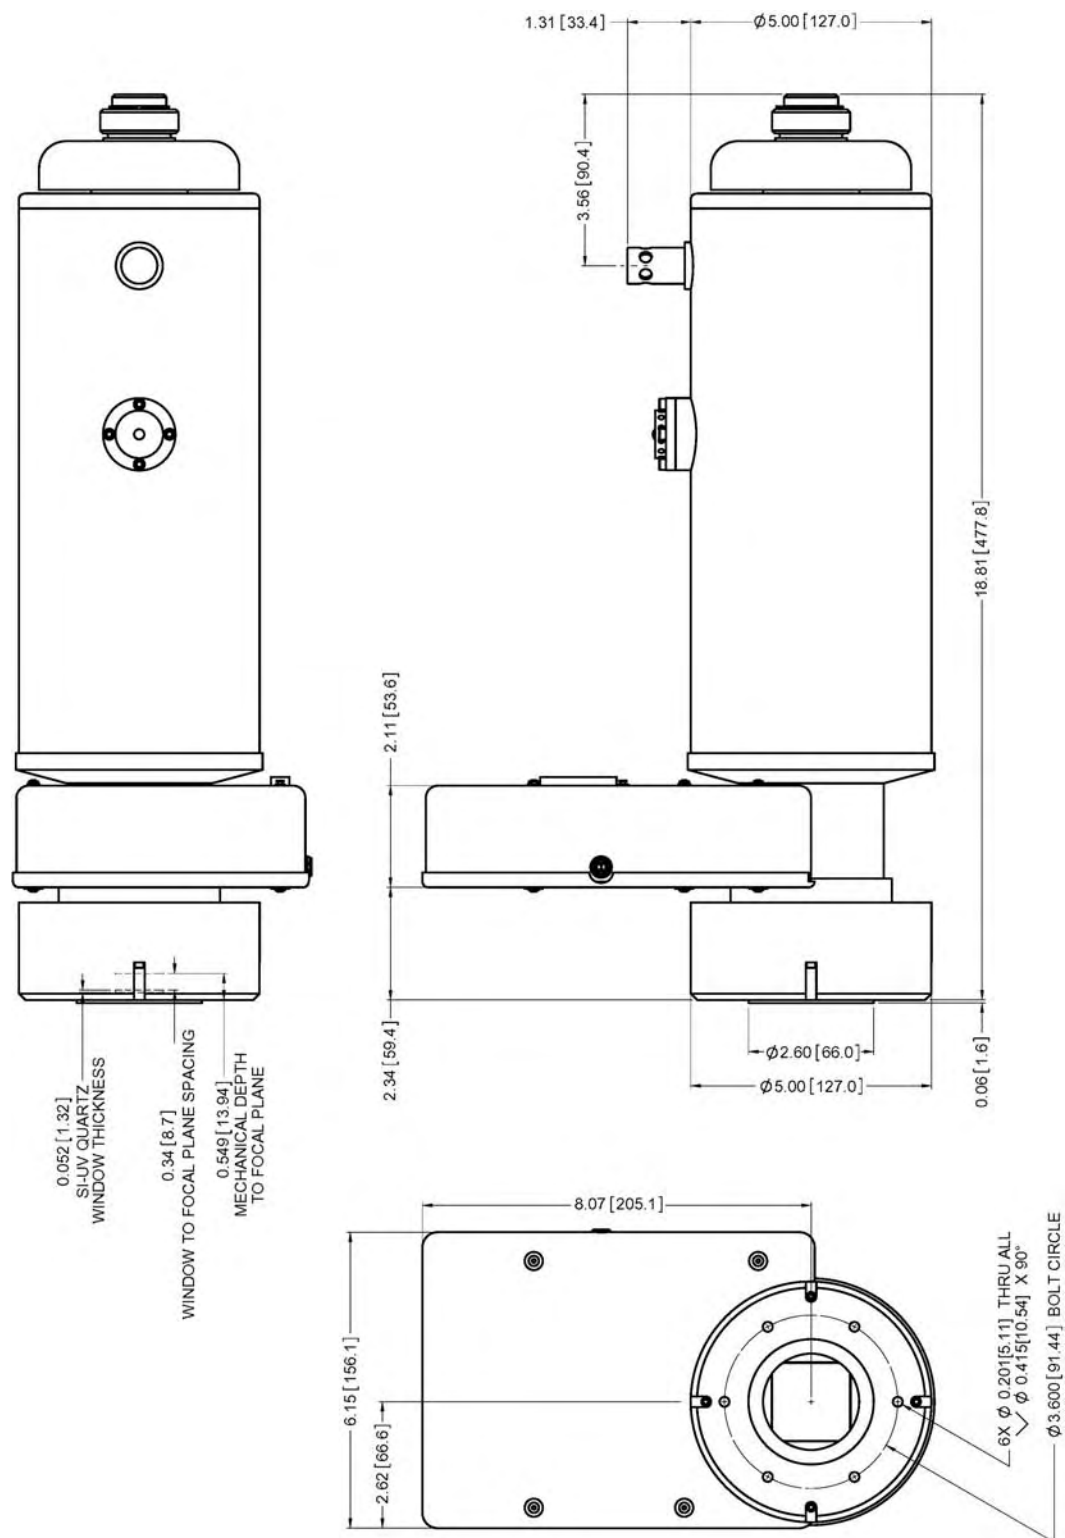 1.31 [33.4]
⌀5.00 [127.0]
3.56 [90.4]
18.81 [477.8]
2.11 [53.6]
2.34 [59.4]
⌀2.60 [66.0]
⌀5.00 [127.0]
0.06 [1.6]
0.052 [1.32]
SI-UV QUARTZ
WINDOW THICKNESS
0.34 [8.7]
WINDOW TO FOCAL PLANE SPACING
0.549 [13.94]
MECHANICAL DEPTH
TO FOCAL PLANE
8.07 [205.1]
6.15 [156.1]
2.62 [66.6]
6X ⌀ 0.201[5.11] THRU ALL
⌵ ⌀ 0.415[10.54] X 90°
⌀3.600 [91.44] BOLT CIRCLE